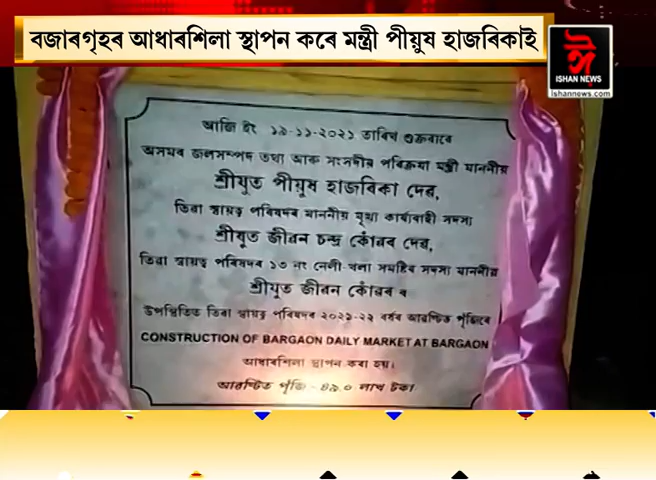 বজাৰগৃহৰ আধাৰশিলা স্থাপন কৰে মন্ত্ৰী পীয়ুষ হাজৰিকাই
ঈ
ISHAN NEWS
Ishannews.com
আজি ইং ১৯-১১-২০২১ তাৰিখ শুক্ৰবাৰে
অসমৰ জলসম্পদ তথ্য আৰু সংসদীয় পৰিক্ৰমা মন্ত্ৰী মাননীয়
শ্ৰীযুত পীয়ুষ হাজৰিকা দেৱ,
তিৱা স্বায়ত্ব পৰিষদৰ মাননীয় মূখ্য কাৰ্য্যবাহী সদস্য
শ্ৰীযুত জীৱন চন্দ্ৰ কোঁৱৰ দেৱ,
তিৱা স্বায়ত্ব পৰিষদৰ ১৩ নং নেলী-খলা সমষ্টিৰ সদস্য মাননীয়
শ্ৰীযুত জীৱন কোঁৱৰ ৰ
উপস্থিতিত তিৱা স্বায়ত্ব পৰিষদৰ ২০২১-২২ বৰ্ষৰ আৱণ্টিত পূঁজিৰে
CONSTRUCTION OF BARGAON DAILY MARKET AT BARGAON
আধাৰশিলা স্থাপন কৰা হয়।
আৱণ্টিত পূঁজি - ৪৯.০ লাখ টকা